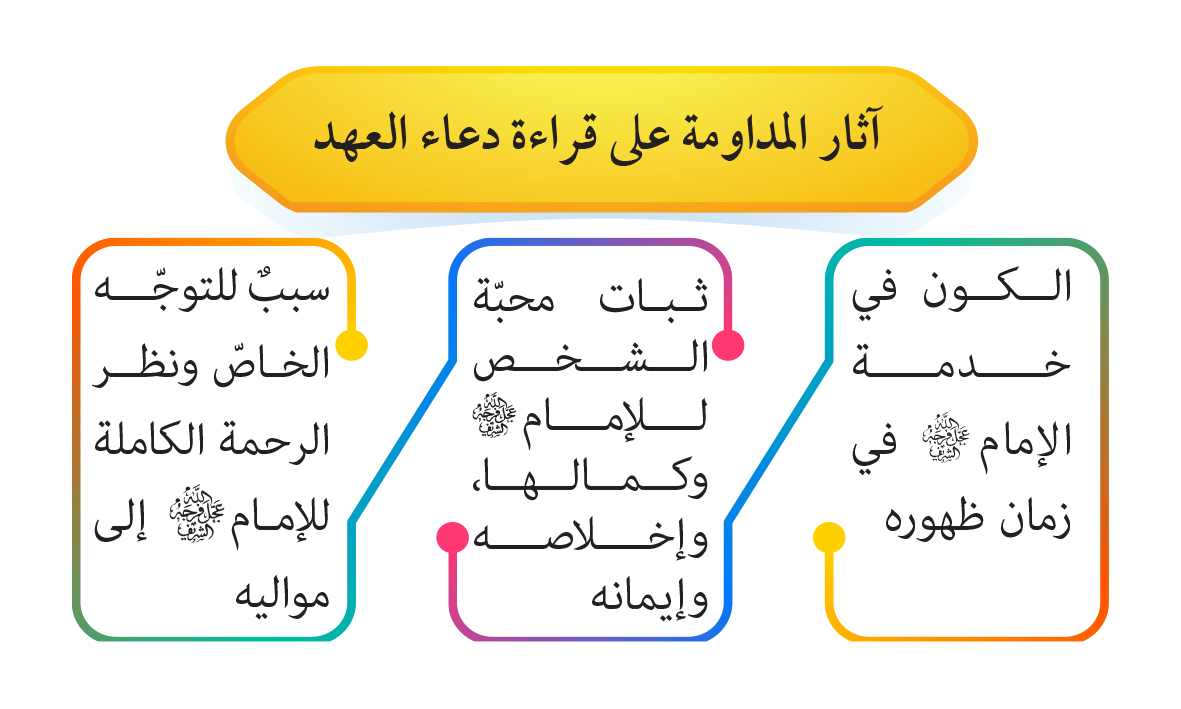 آثار المداومة على قراءة دعاء العهد
الكون في
خدمة
الإمام عجل الله فرجه الشريف في
زمان ظهوره
ثبات محبّة
الشخص
للإمام عجل الله فرجه الشريف
وكمالها،
وإخلاصه
وإيمانه
سببٌ للتوجّه
الخاصّ ونظر
الرحمة الكاملة
للإمام عجل الله فرجه الشريف إلى
مواليه